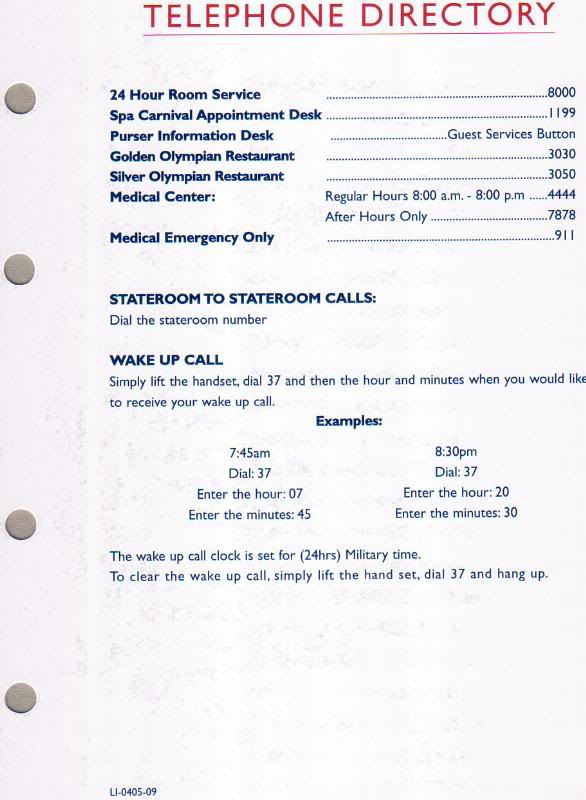 TELEPHONE DIRECTORY
24 Hour Room Service ........8000
Spa Carnival Appointment Desk ........1199
Purser Information Desk ........Guest Services Button
Golden Olympian Restaurant ........3030
Silver Olympian Restaurant ........3050
Medical Center: Regular Hours 8:00 a.m. - 8:00 p.m ......4444
After Hours Only ........7878
Medical Emergency Only ........911
STATEROOM TO STATEROOM CALLS:
Dial the stateroom number
WAKE UP CALL
Simply lift the handset, dial 37 and then the hour and minutes when you would like
to receive your wake up call.
Examples:
7:45am 8:30pm
Dial: 37 Dial: 37
Enter the hour: 07 Enter the hour: 20
Enter the minutes: 45 Enter the minutes: 30
The wake up call clock is set for (24hrs) Military time.
To clear the wake up call, simply lift the hand set, dial 37 and hang up.
LI-0405-09